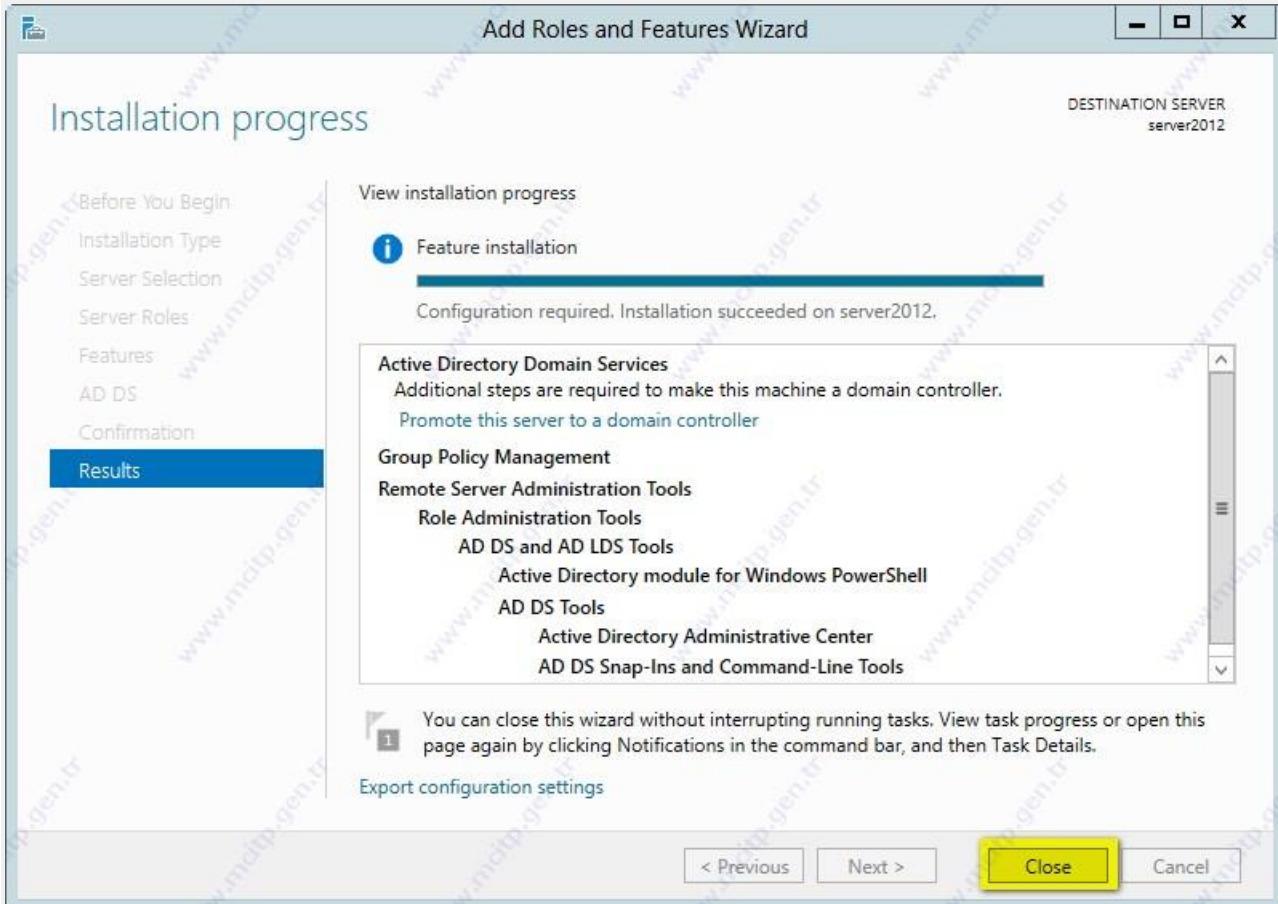 Add Roles and Features Wizard
Installation progress
DESTINATION SERVER
server2012
Before You Begin
Installation Type
Server Selection
Server Roles
Features
AD DS
Confirmation
Results
View installation progress
Feature installation
Configuration required. Installation succeeded on server2012.
Active Directory Domain Services
Additional steps are required to make this machine a domain controller.
Promote this server to a domain controller
Group Policy Management
Remote Server Administration Tools
Role Administration Tools
AD DS and AD LDS Tools
Active Directory module for Windows PowerShell
AD DS Tools
Active Directory Administrative Center
AD DS Snap-Ins and Command-Line Tools
1
You can close this wizard without interrupting running tasks. View task progress or open this
page again by clicking Notifications in the command bar, and then Task Details.
Export configuration settings
< Previous
Next >
Close
Cancel
www.mcitp.gen.tr